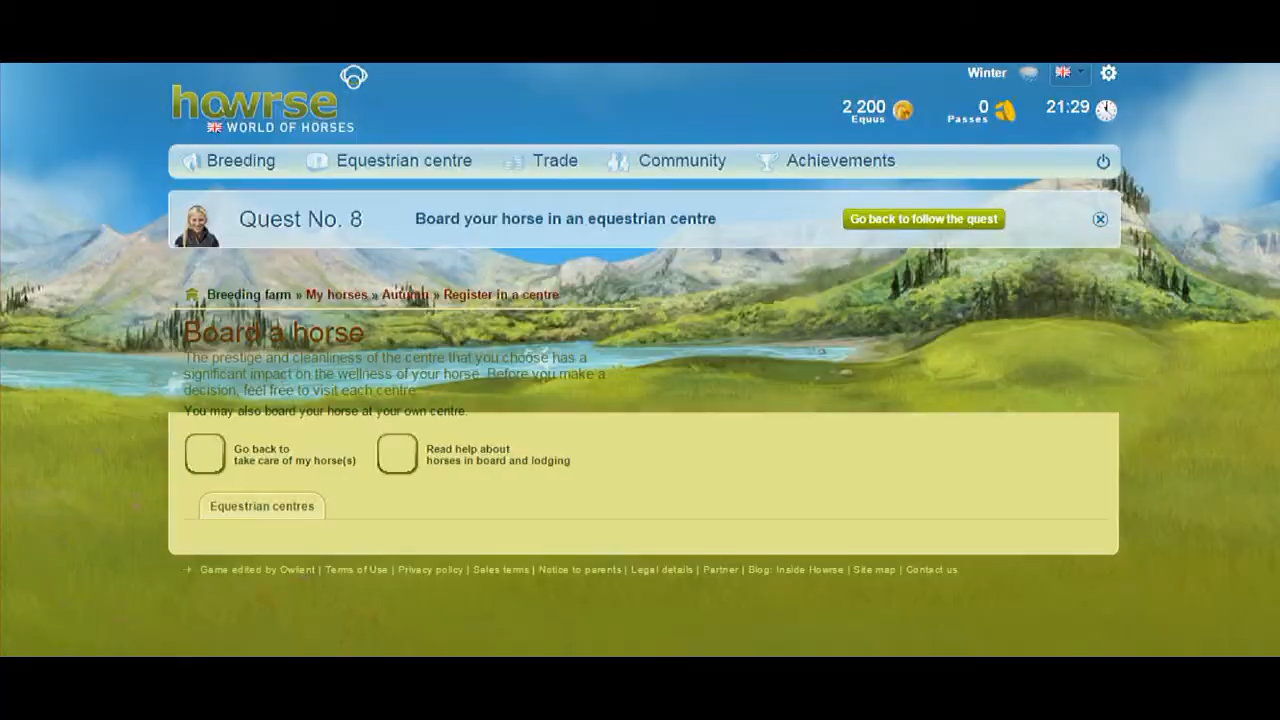 Winter
howrse
WORLD OF HORSES
2 200
Equus
0
Passes
21:29
Breeding
Equestrian centre
Trade
Community
Achievements
Quest No. 8
Board your horse in an equestrian centre
Go back to follow the quest
Breeding farm » My horses » Autumn » Register in a centre
Board a horse
The prestige and cleanliness of the centre that you choose has a
significant impact on the wellness of your horse. Before you make a
decision, feel free to visit each centre.
You may also board your horse at your own centre.
Go back to
take care of my horse(s)
Read help about
horses in board and lodging
Equestrian centres
Game edited by Owlient | Terms of Use | Privacy policy | Sales terms | Notice to parents | Legal details | Partner | Blog: Inside Howrse | Site map | Contact us